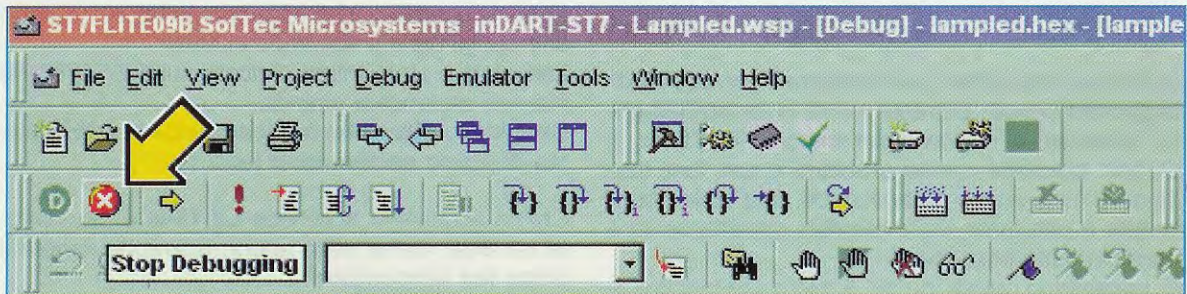 ST7FLITE09B SofTec Microsystems inDART-ST7 - Lampled.wsp - [Debug] - lampled.hex - [lample
File Edit View Project Debug Emulator Tools Window Help
D
Stop Debugging